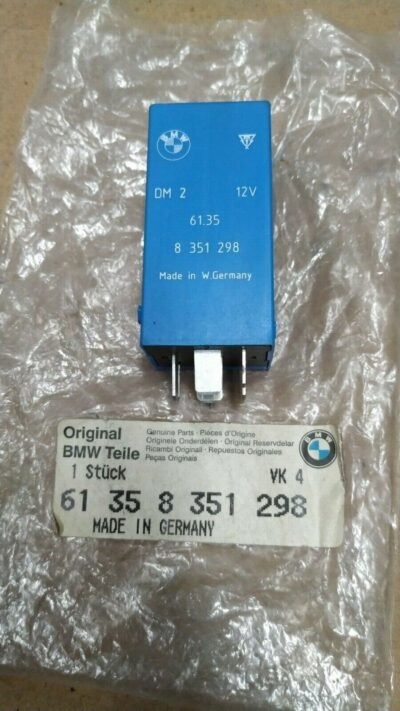 BMW
DM 2 12V
61.35
8 351 298
Made in W.Germany
Original
BMW Teile
Genuine Parts · Pièces d'Origine
Originele Onderdelen · Original Reservdelar
Ricambi Originali · Repuestos Originales
Peças Originais
BMW
1 Stück VK 4
61 35 8 351 298
MADE IN GERMANY